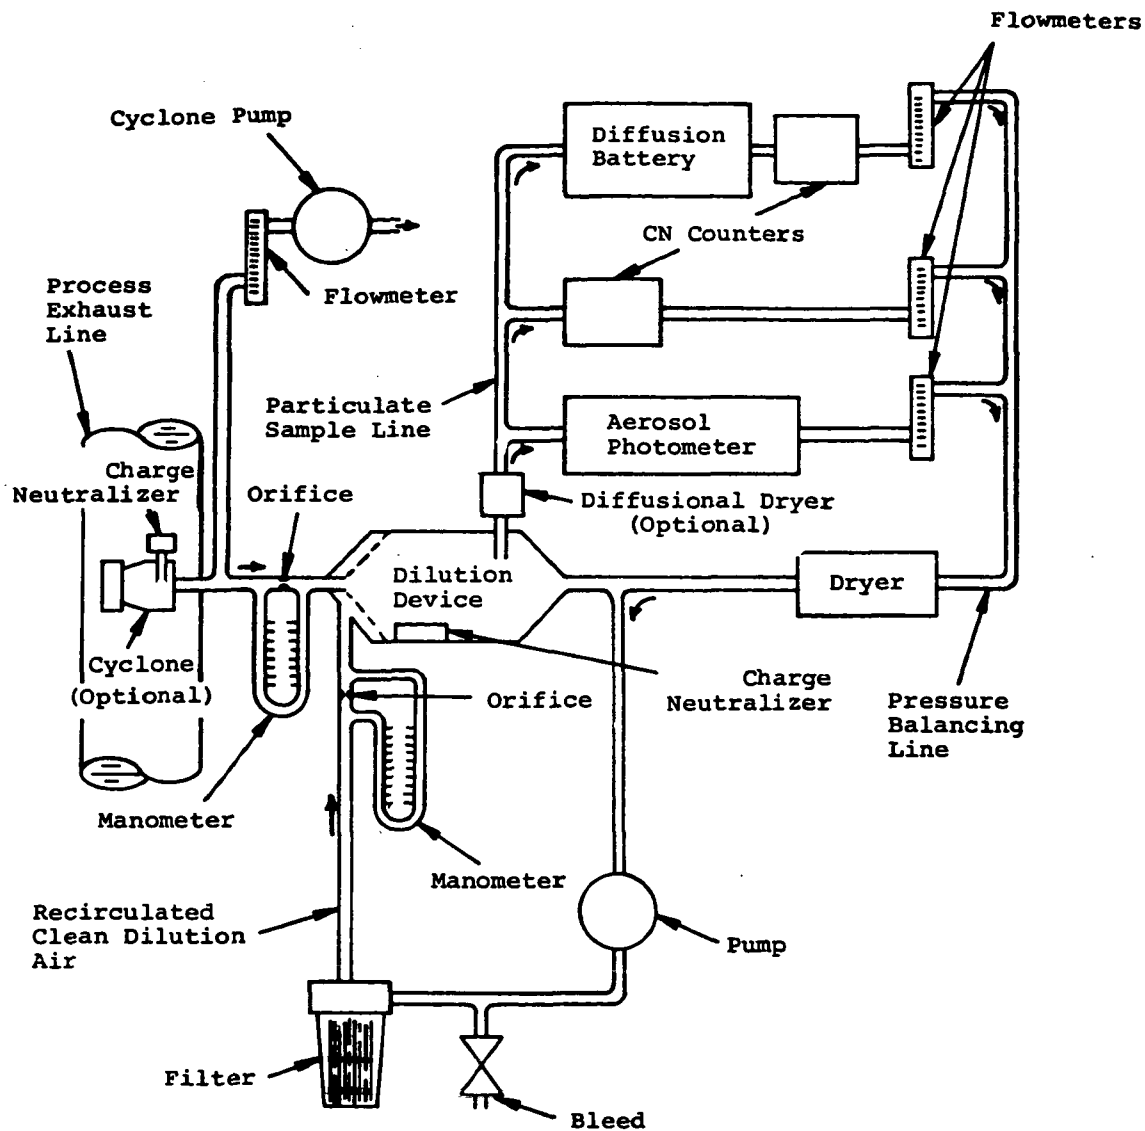 Flowmeters
Cyclone Pump
Diffusion
Battery
CN Counters
Process
Exhaust
Line
Flowmeter
Particulate
Sample Line
Aerosol
Photometer
Charge
Neutralizer
Orifice
Diffusional Dryer
(Optional)
Dilution
Device
Dryer
Cyclone
(Optional)
Charge
Neutralizer
Orifice
Pressure
Balancing
Line
Manometer
Manometer
Recirculated
Clean Dilution
Air
Pump
Filter
Bleed